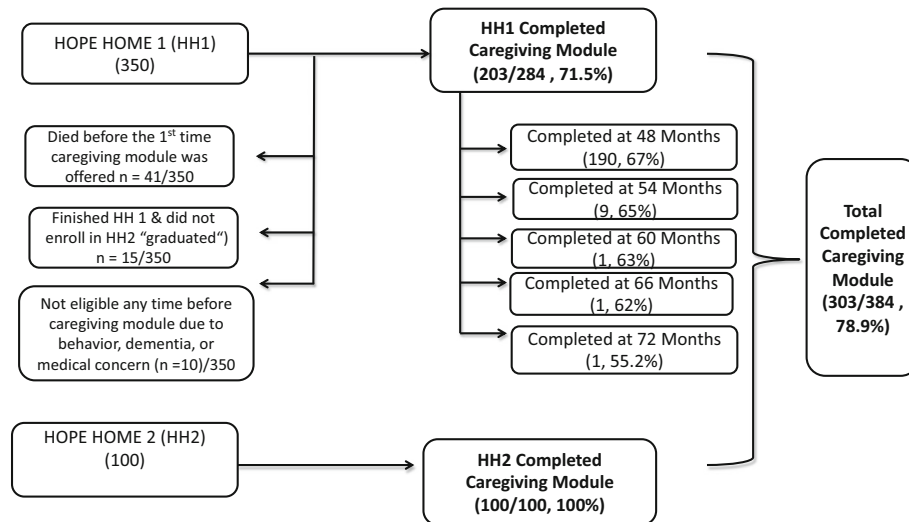 HOPE HOME 1 (HH1)
(350)
Died before the 1st time
caregiving module was
offered n = 41/350
Finished HH 1 & did not
enroll in HH2 “graduated“)
n = 15/350
Not eligible any time before
caregiving module due to
behavior, dementia, or
medical concern (n =10)/350
HH1 Completed
Caregiving Module
(203/284 , 71.5%)
Completed at 48 Months
(190, 67%)
Completed at 54 Months
(9, 65%)
Completed at 60 Months
(1, 63%)
Completed at 66 Months
(1, 62%)
Completed at 72 Months
(1, 55.2%)
HOPE HOME 2 (HH2)
(100)
HH2 Completed
Caregiving Module
(100/100, 100%)
Total
Completed
Caregiving
Module
(303/384 ,
78.9%)